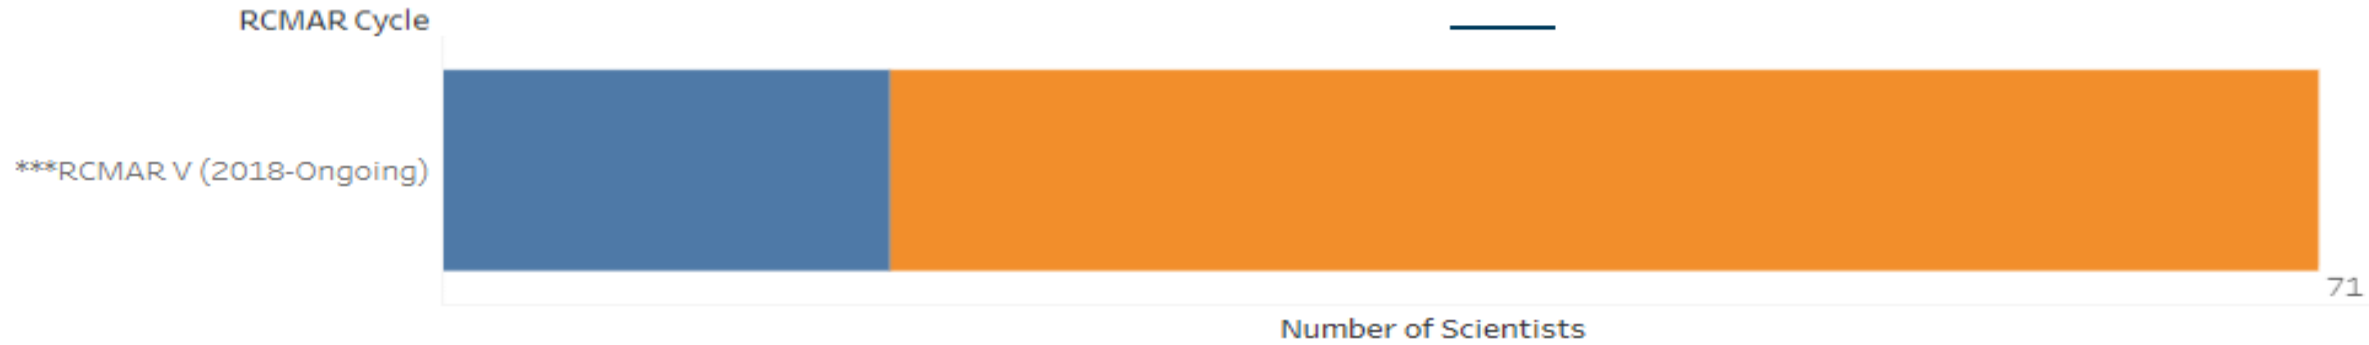 RCMAR Cycle
***RCMAR V (2018-Ongoing)
71
Number of Scientists